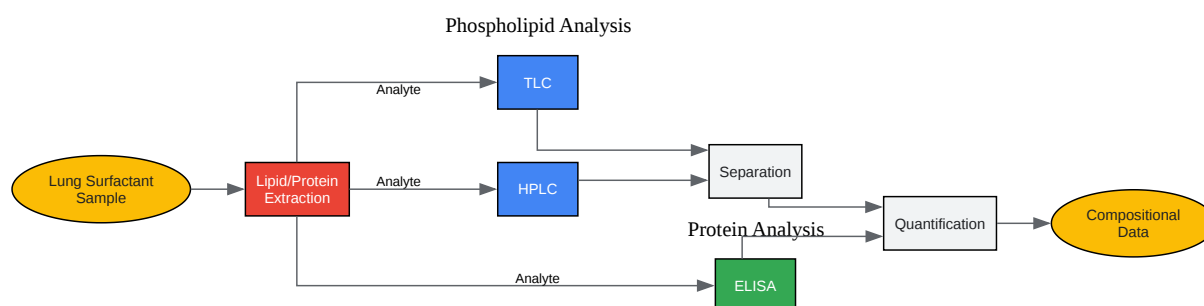 Phospholipid Analysis
TLC
Analyte
Lung Surfactant
Sample
Lipid/Protein
Extraction
Analyte
HPLC
Separation
Protein Analysis
Quantification
Compositional
Data
Analyte
ELISA